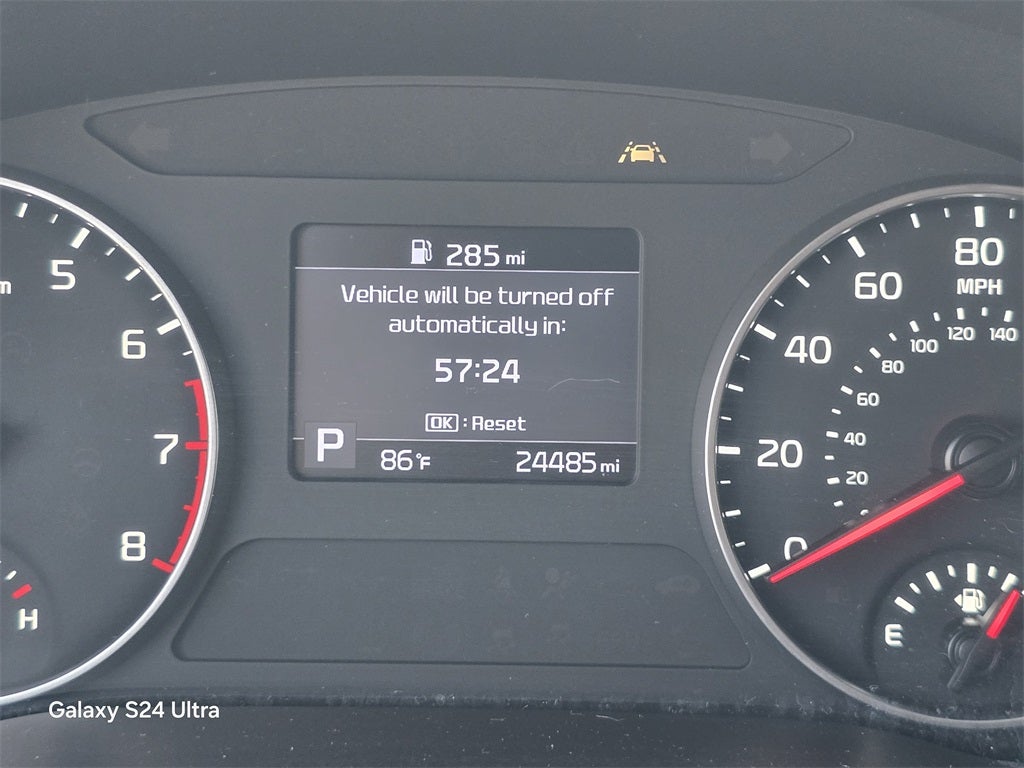 285 mi
Vehicle will be turned off
automatically in:
57:24
OK : Reset
P
86°F
24485 mi
5
6
7
8
H
0
20
40
60
80
MPH
20
40
60
80
100
120
140
E
Galaxy S24 Ultra